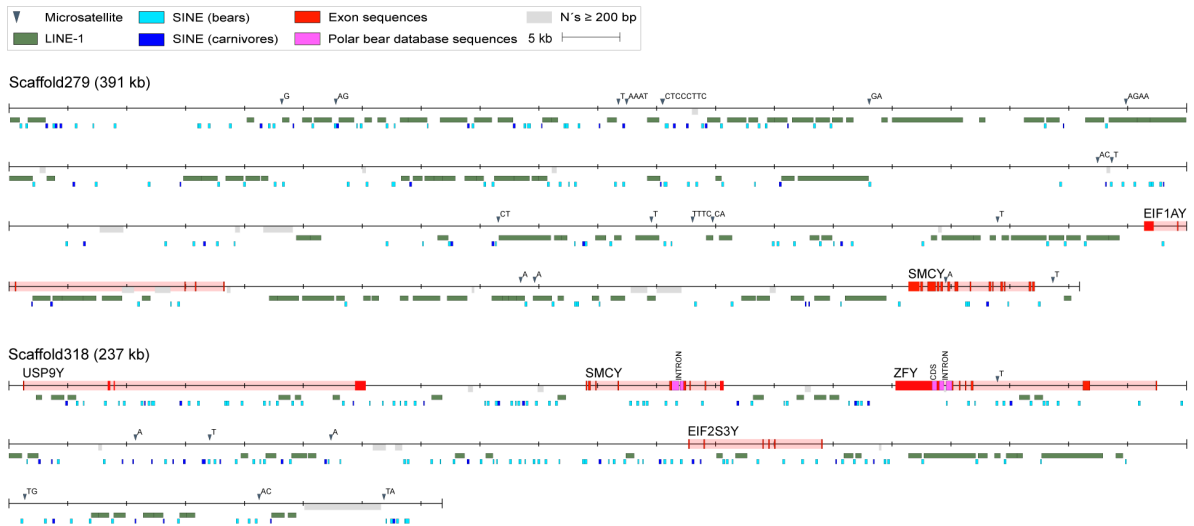 Microsatellite SINE (bears) Exon sequences N´s ≥ 200 bp
LINE-1 SINE (carnivores) Polar bear database sequences 5 kb
Scaffold279 (391 kb)
G AG T AAAT CTCCCTTC GA AGAA
AC T
CT T TTTC CA T EIF1AY
A A SMCY A T
Scaffold318 (237 kb)
USP9Y SMCY INTRON ZFY CDS INTRON T
A T A EIF2S3Y
TG AC TA